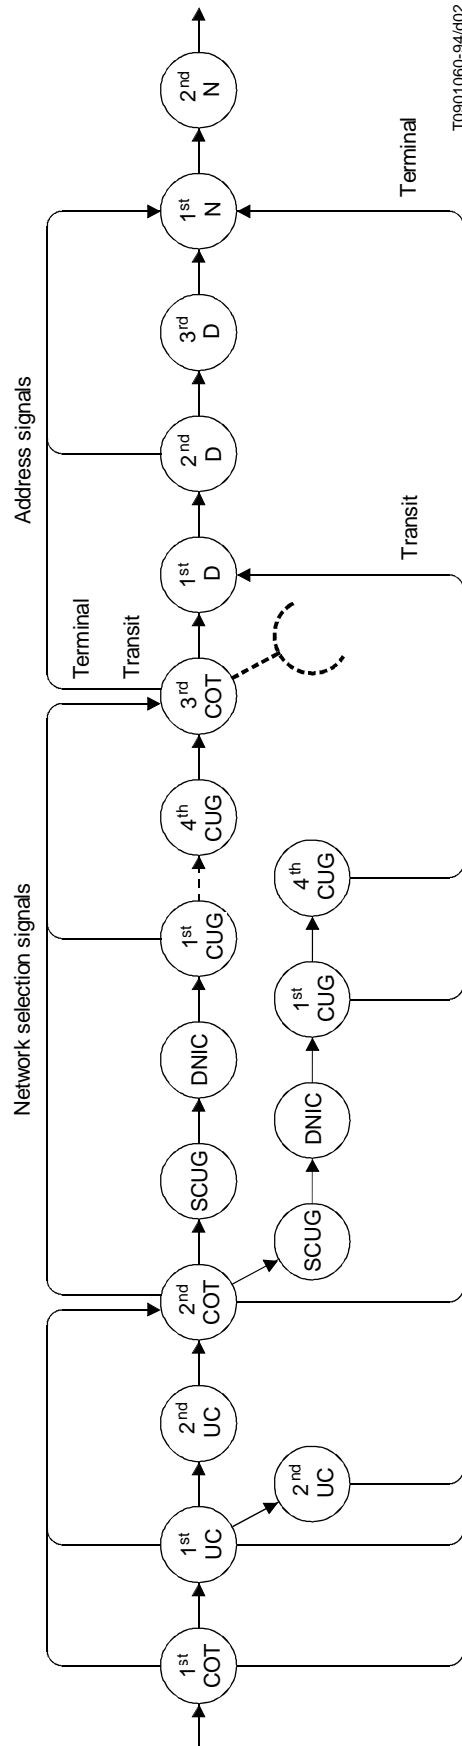 Network selection signals
Address signals
Terminal
Transit
1st
COT
1st
UC
2nd
UC
2nd
COT
SCUG
DNIC
1st
CUG
4th
CUG
3rd
COT
1st
D
2nd
D
3rd
D
1st
N
2nd
N
2nd
UC
SCUG
DNIC
1st
CUG
4th
CUG
Transit
Terminal
T0901060-94/d02